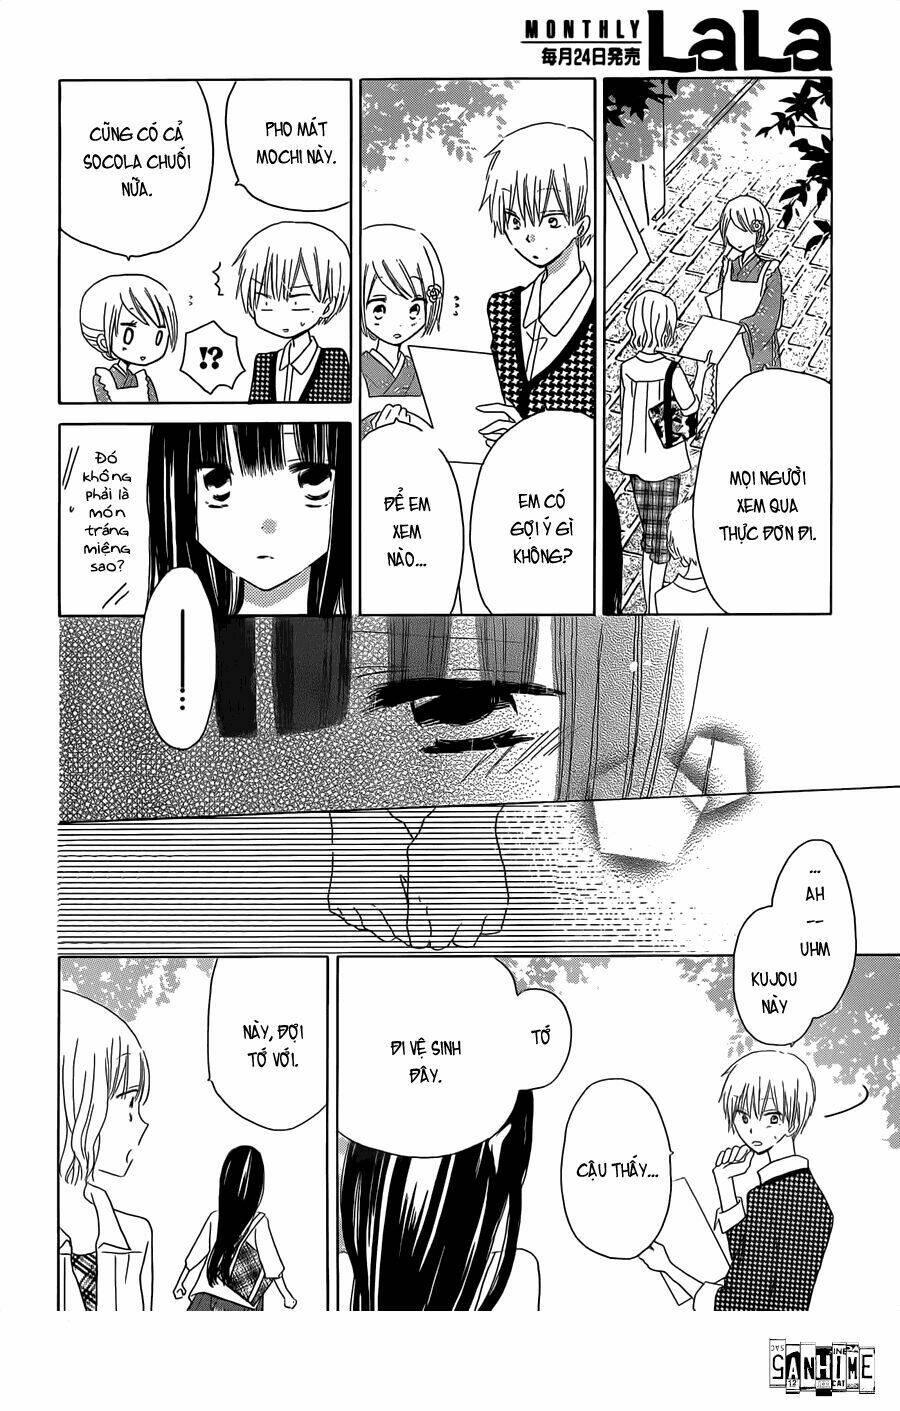 MONTHLY
毎月24日発売
LaLa
MỌI NGƯỜI
XEM QUA
THỰC ĐƠN ĐI.
EM CÓ
GỢI Ý GÌ
KHÔNG?
ĐỂ EM
XEM
NÀO...
PHO MÁT
MOCHI NÀY.
CŨNG CÓ CẢ
SOCOLA CHUỐI
NỮA.
!?
Đó
không
phải là
món
tráng
miệng
sao?
...
AH
--
UHM
KUJOU
NÀY
CẬU THẤY...
TỚ
ĐI VỆ SINH
ĐÂY.
NÀY, ĐỢI
TỚ VỚI.
SANHIME